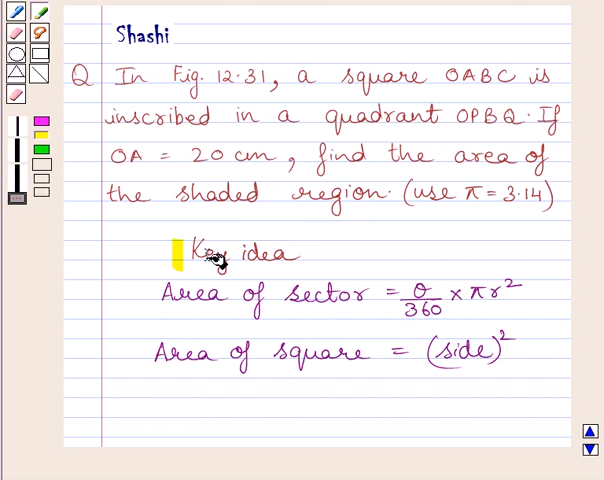 Shashi
Q In Fig. 12.31, a square OABC is
inscribed in a quadrant OPBQ. If
OA = 20 cm, find the area of
the shaded region. (use π = 3.14)
Key idea
Area of sector = θ/360 × πr²
Area of square = (side)²